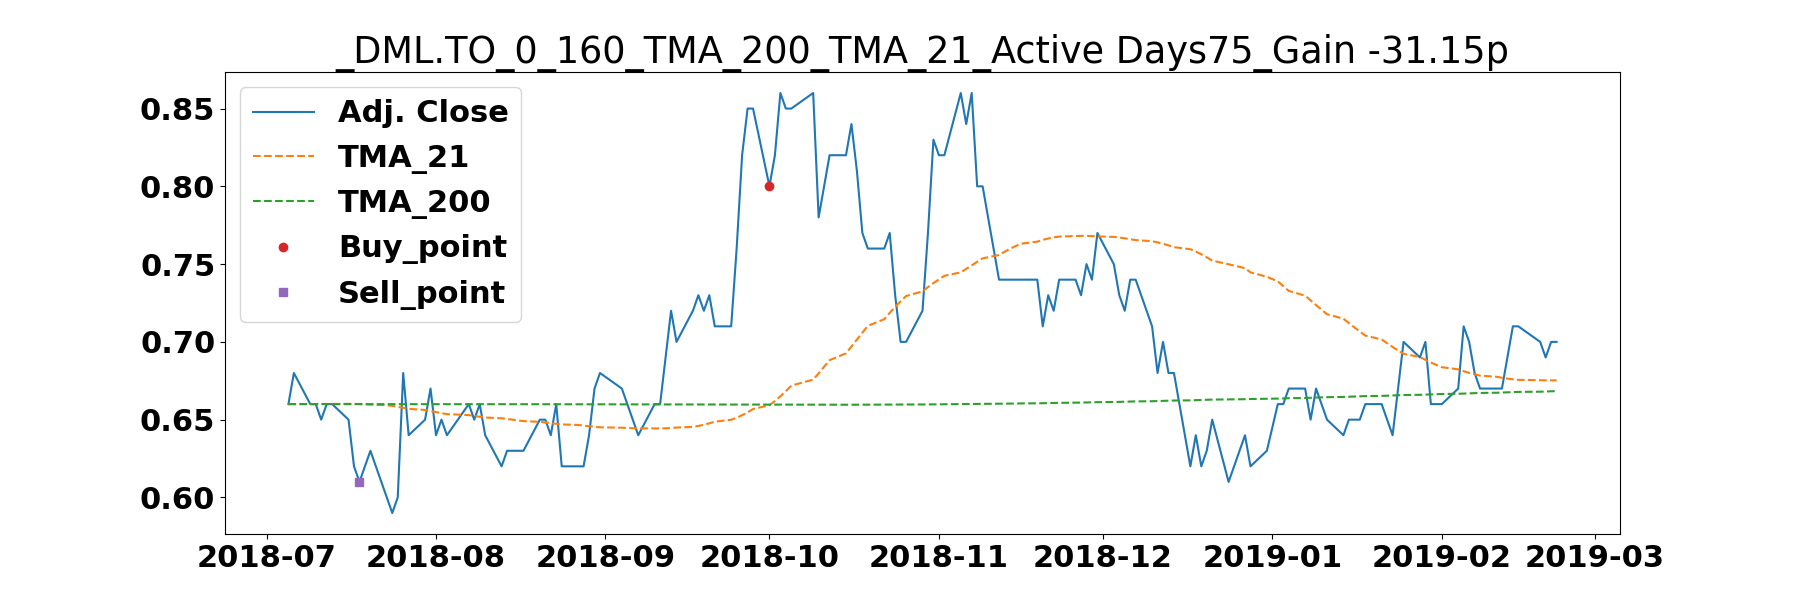 _DML.TO_0_160_TMA_200_TMA_21_Active Days75_Gain -31.15p
Adj. Close
TMA_21
TMA_200
Buy_point
Sell_point
0.85
0.80
0.75
0.70
0.65
0.60
2018-07 2018-08 2018-09 2018-10 2018-11 2018-12 2019-01 2019-02 2019-03